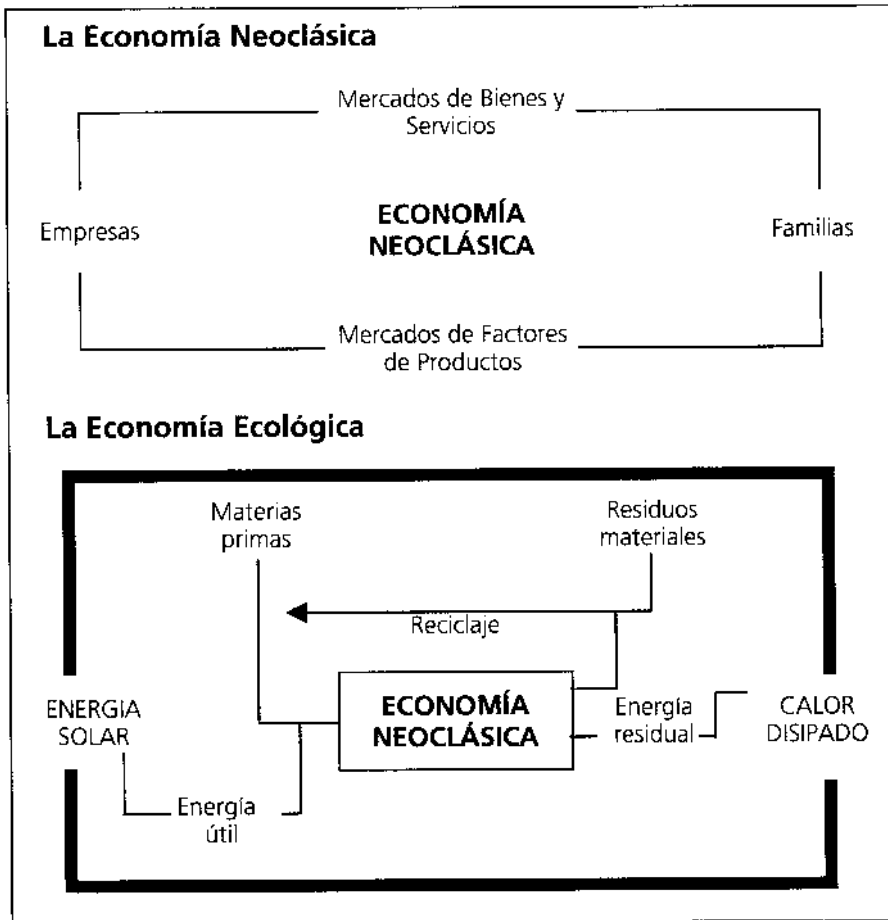 La Economía Neoclásica
Mercados de Bienes y
Servicios
Empresas
ECONOMÍA
NEOCLÁSICA
Familias
Mercados de Factores
de Productos
La Economía Ecológica
Materias
primas
Residuos
materiales
Reciclaje
ENERGIA
SOLAR
ECONOMÍA
NEOCLÁSICA
Energía
residual
CALOR
DISIPADO
Energía
útil